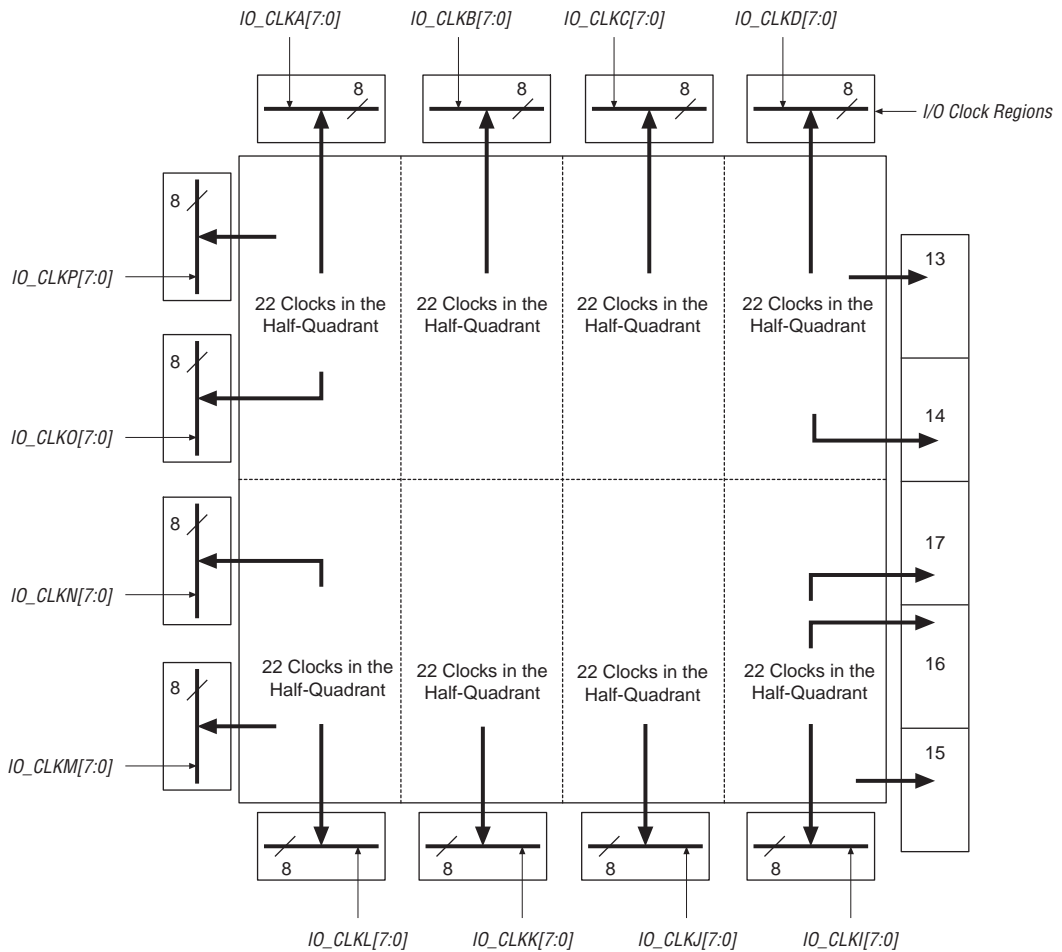 IO_CLKA[7:0]
IO_CLKB[7:0]
IO_CLKC[7:0]
IO_CLKD[7:0]
8
8
8
8
I/O Clock Regions
8
IO_CLKP[7:0]
13
22 Clocks in the
Half-Quadrant
22 Clocks in the
Half-Quadrant
22 Clocks in the
Half-Quadrant
22 Clocks in the
Half-Quadrant
8
IO_CLKO[7:0]
14
8
IO_CLKN[7:0]
17
22 Clocks in the
Half-Quadrant
22 Clocks in the
Half-Quadrant
22 Clocks in the
Half-Quadrant
22 Clocks in the
Half-Quadrant
16
8
IO_CLKM[7:0]
15
8
8
8
8
IO_CLKL[7:0]
IO_CLKK[7:0]
IO_CLKJ[7:0]
IO_CLKI[7:0]